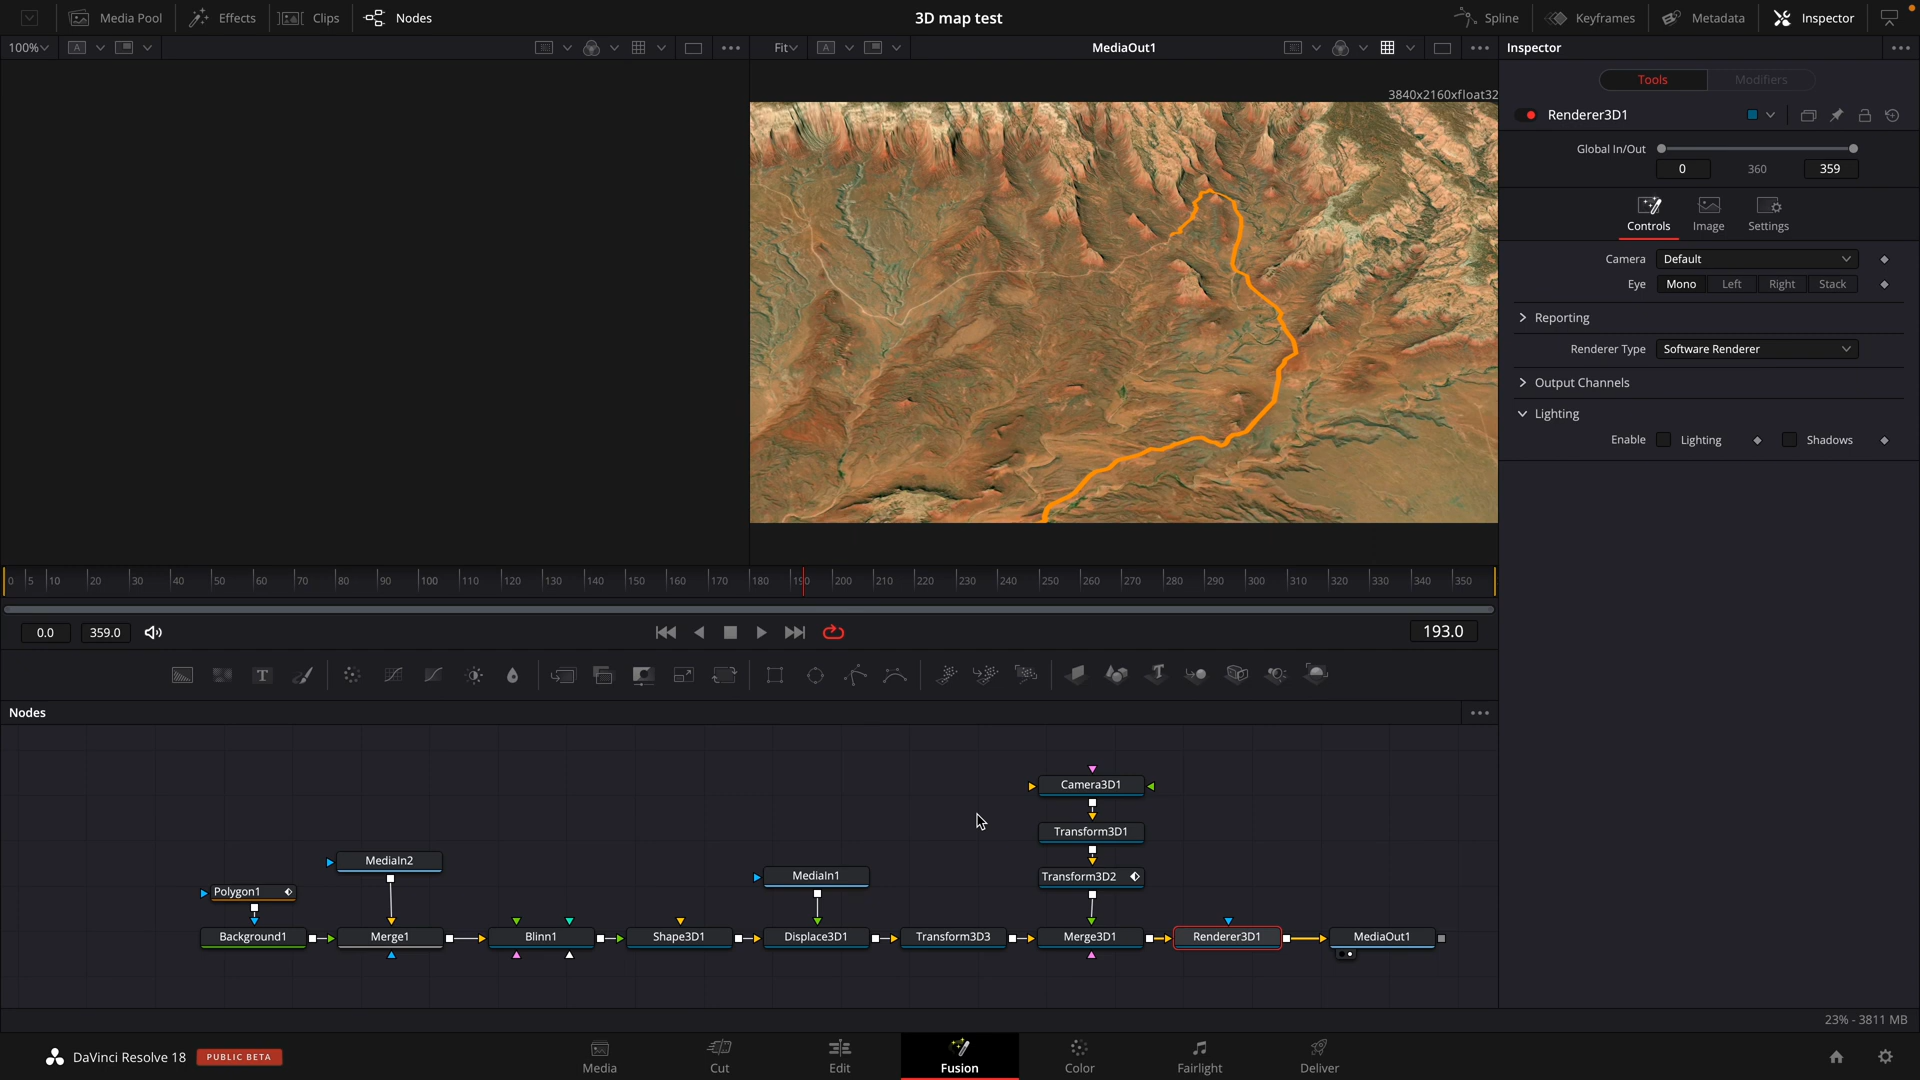 Media Pool Effects Clips Nodes 3D map test Spline Keyframes Metadata Inspector
100% A Fit A MediaOut1 Inspector
Tools Modifiers
3840x2160xfloat32
Renderer3D1
Global In/Out
0 360 359
Controls Image Settings
Camera Default
Eye Mono Left Right Stack
Reporting
Renderer Type Software Renderer
Output Channels
Lighting
Enable Lighting Shadows
0 5 10 20 30 40 50 60 70 80 90 100 110 120 130 140 150 160 170 180 190 200 210 220 230 240 250 260 270 280 290 300 310 320 330 340 350
0.0 359.0 193.0
T T
Nodes
Camera3D1
Transform3D1
MediaIn2
MediaIn1 Transform3D2
Polygon1
Background1 Merge1 Blinn1 Shape3D1 Displace3D1 Transform3D3 Merge3D1 Renderer3D1 MediaOut1
23% - 3811 MB
DaVinci Resolve 18 PUBLIC BETA
Media Cut Edit Fusion Color Fairlight Deliver